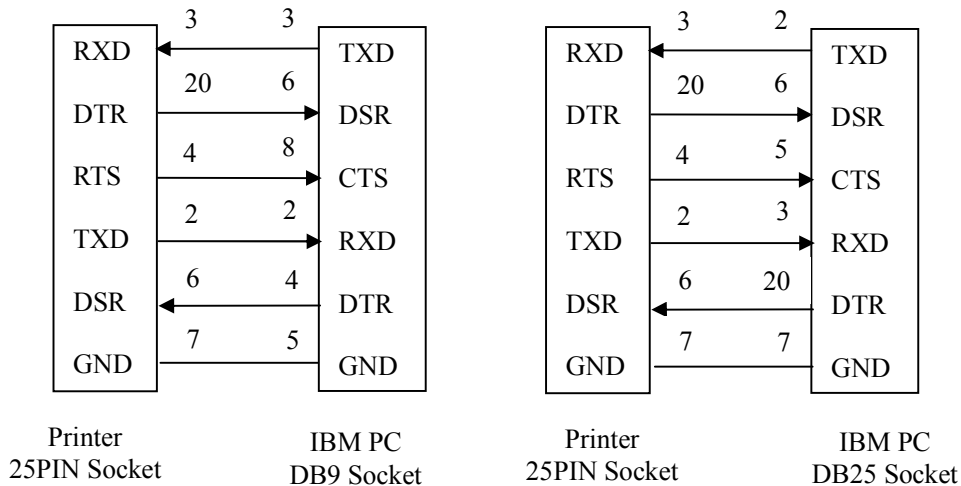 3 3
RXD TXD
20 6
DTR DSR
4 8
RTS CTS
2 2
TXD RXD
6 4
DSR DTR
7 5
GND GND
Printer
25PIN Socket
IBM PC
DB9 Socket
3 2
RXD TXD
20 6
DTR DSR
4 5
RTS CTS
2 3
TXD RXD
6 20
DSR DTR
7 7
GND GND
Printer
25PIN Socket
IBM PC
DB25 Socket